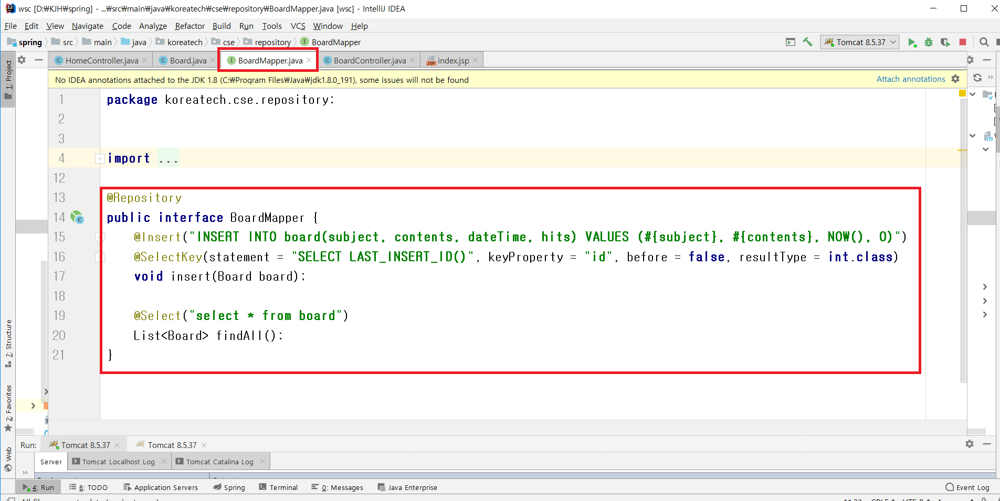 wsc [D:₩KJH₩spring] - ...₩src₩main₩java₩koreatech₩cse₩repository₩BoardMapper.java [wsc] - IntelliJ IDEA
File Edit View Navigate Code Analyze Refactor Build Run Tools VCS Window Help
spring src main java koreatech cse repository I BoardMapper Tomcat 8.5.37
C HomeController.java C Board.java I BoardMapper.java C BoardController.java JSP index.jsp
No IDEA annotations attached to the JDK 1.8 (C:₩Program Files₩Java₩jdk1.8.0_191), some issues will not be found Attach annotations
1 package koreatech.cse.repository;
2
3
4 import ...
12
13 @Repository
14 public interface BoardMapper {
15 @Insert("INSERT INTO board(subject, contents, dateTime, hits) VALUES (#{subject}, #{contents}, NOW(), 0)")
16 @SelectKey(statement = "SELECT LAST_INSERT_ID()", keyProperty = "id", before = false, resultType = int.class)
17 void insert(Board board);
18
19 @Select("select * from board")
20 List<Board> findAll();
21 }
1: Project
7: Structure
2: Favorites
Web
Run: Tomcat 8.5.37 Tomcat 8.5.37
Server Tomcat Localhost Log Tomcat Catalina Log
4: Run 6: TODO Application Servers Spring Terminal 0: Messages Java Enterprise Event Log